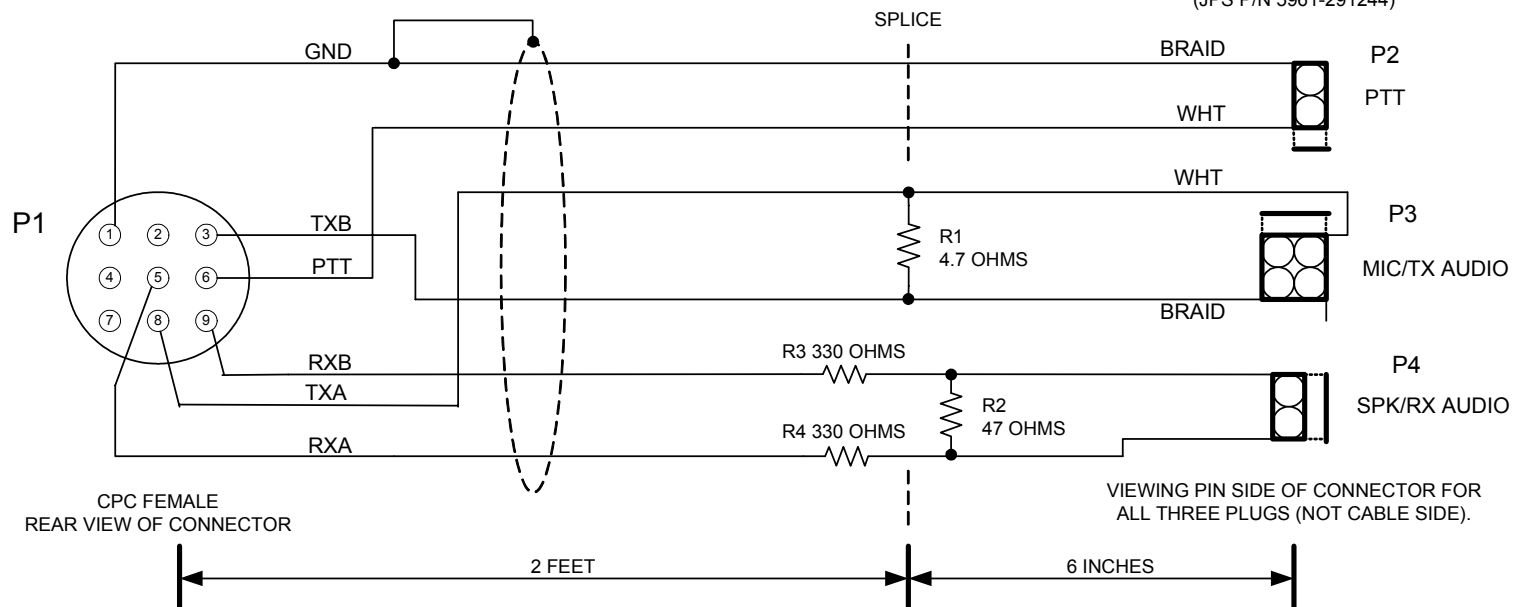 (JPS P/N 5961-291244)
SPLICE
GND
BRAID
P2
PTT
WHT
WHT
P1
1
2
3
TXB
R1
4.7 OHMS
P3
4
5
6
PTT
MIC/TX AUDIO
7
8
9
BRAID
RXB
R3 330 OHMS
P4
TXA
R2
47 OHMS
SPK/RX AUDIO
RXA
R4 330 OHMS
CPC FEMALE
REAR VIEW OF CONNECTOR
VIEWING PIN SIDE OF CONNECTOR FOR
ALL THREE PLUGS (NOT CABLE SIDE).
2 FEET
6 INCHES